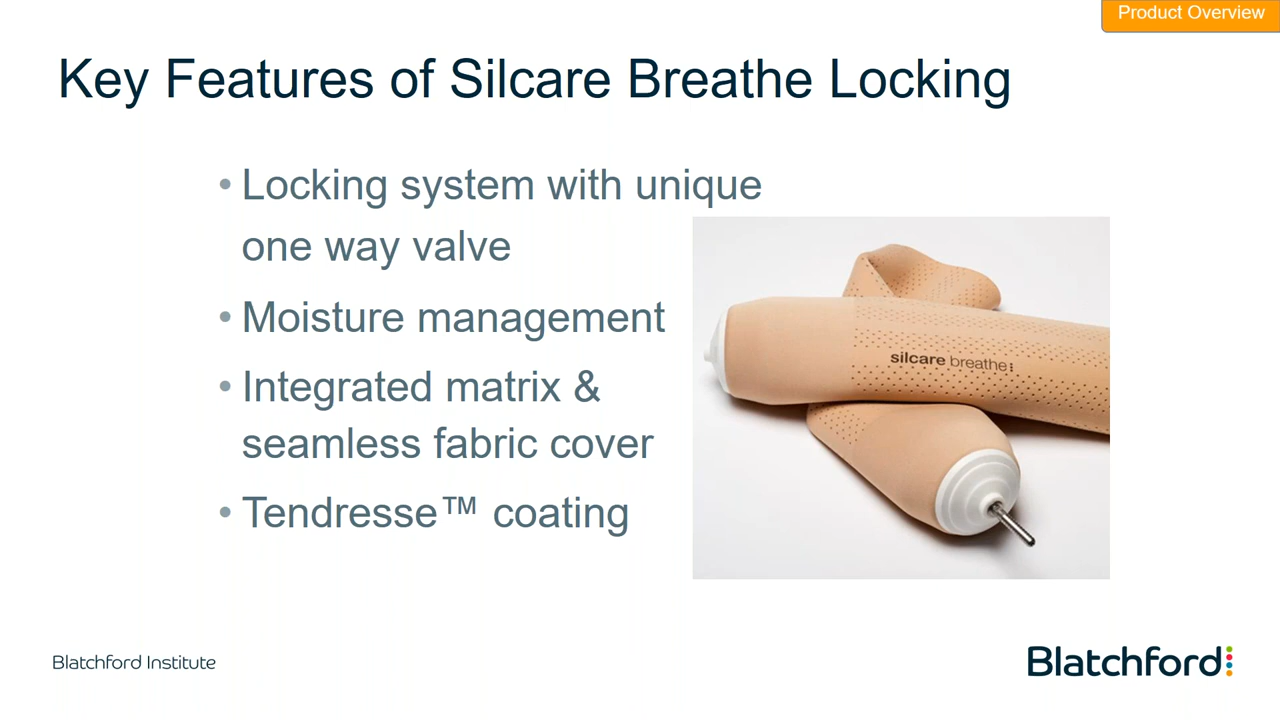 Product Overview
Key Features of Silcare Breathe Locking
• Locking system with unique
one way valve
• Moisture management
• Integrated matrix &
seamless fabric cover
• Tendresse™ coating
silcare breathe
Blatchford Institute
Blatchford